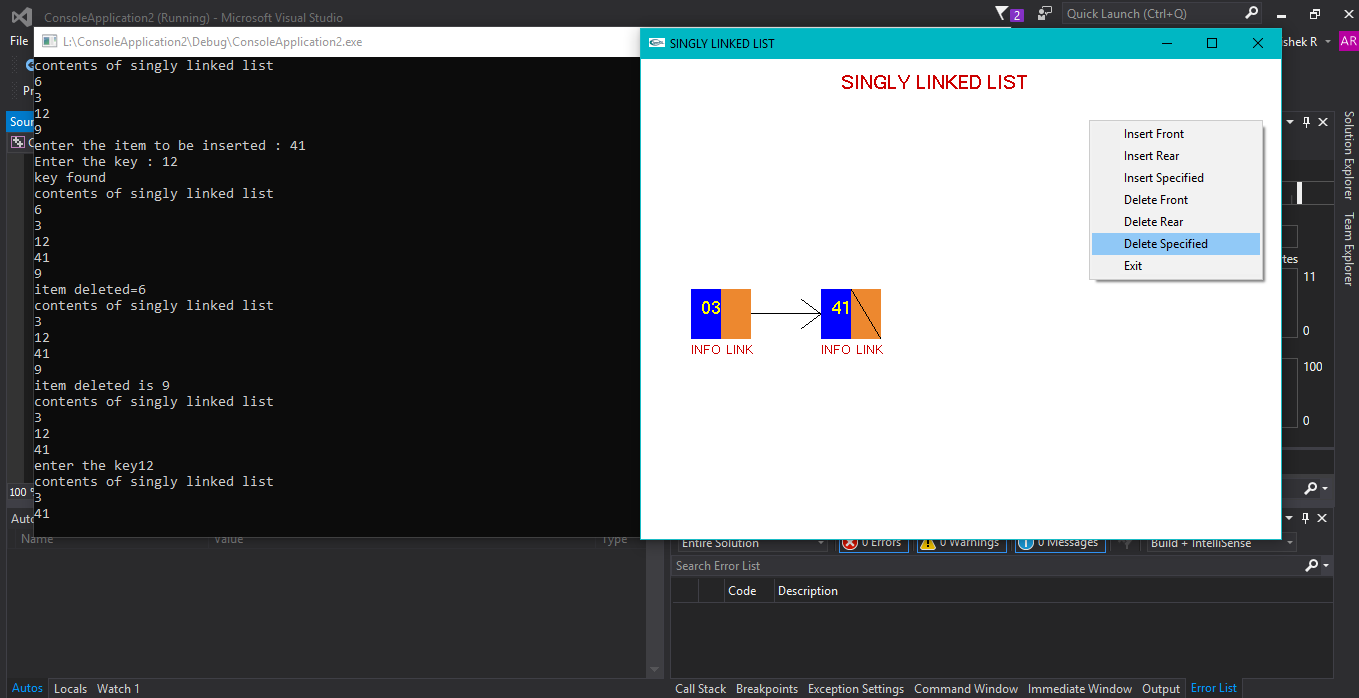 ConsoleApplication2 (Running) - Microsoft Visual Studio
2
Quick Launch (Ctrl+Q)
File
shek R
AR
L:\ConsoleApplication2\Debug\ConsoleApplication2.exe
contents of singly linked list
6
3
12
9
enter the item to be inserted : 41
Enter the key : 12
key found
contents of singly linked list
6
3
12
41
9
item deleted=6
contents of singly linked list
3
12
41
9
item deleted is 9
contents of singly linked list
3
12
41
enter the key12
contents of singly linked list
3
41
SINGLY LINKED LIST
SINGLY LINKED LIST
Insert Front
Insert Rear
Insert Specified
Delete Front
Delete Rear
Delete Specified
Exit
03
41
INFO LINK
INFO LINK
Solution Explorer
Team Explorer
11
0
100
0
100 %
Name
Value
Type
Autos
Locals
Watch 1
Entire Solution
0 Errors
0 Warnings
0 Messages
Build + IntelliSense
Search Error List
Code
Description
Call Stack
Breakpoints
Exception Settings
Command Window
Immediate Window
Output
Error List